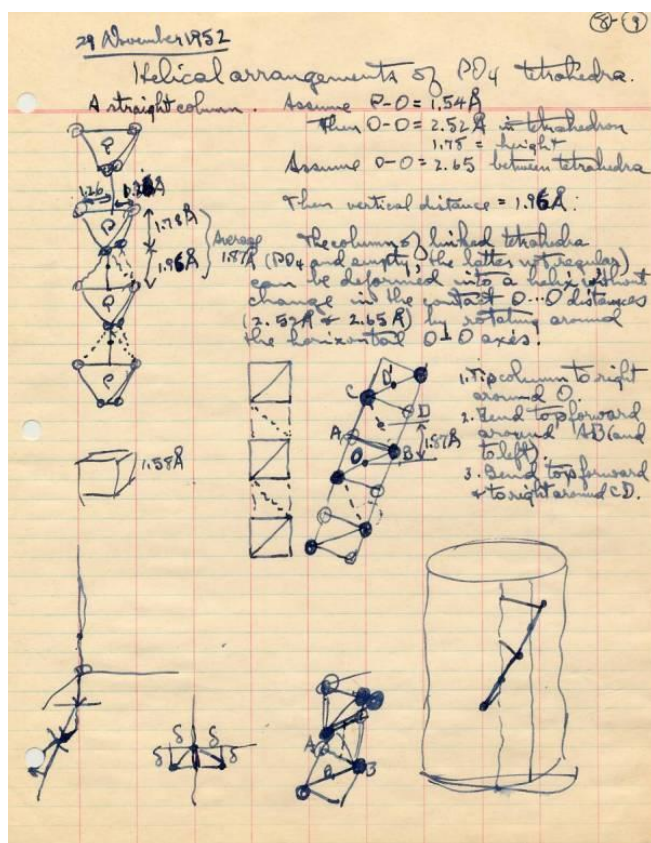 8-9
29 November 1952
Helical arrangements of PO4 tetrahedra.
A straight column. Assume P-O = 1.54Å
Then O-O = 2.52Å in tetrahedron
1.78 = height
Assume O-O = 2.65 between tetrahedra
Then vertical distance = 1.96Å.
P
1.26
P
1.78Å
1.96Å
Average
1.87Å
P
P
The column of linked tetrahedra
(PO4 and empty, the latter not regular)
can be deformed into a helix without
change in the contact O···O distances
(2.52Å & 2.65Å) by rotating around
the horizontal O⊥O axes.
1. Tip column to right
around O.
2. Bend top forward
around AB (and
to left).
3. Bend top forward
& to right around CD.
C
D
A
B
O
1.87Å
1.58Å
δ δ
δ δ
A
B